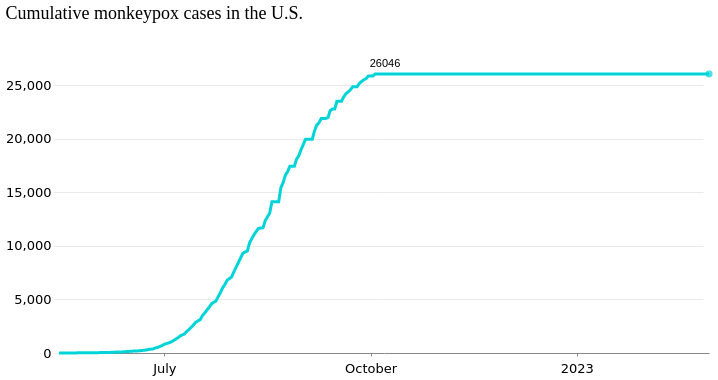 Cumulative monkeypox cases in the U.S.
26046
25,000
20,000
15,000
10,000
5,000
0
July
October
2023